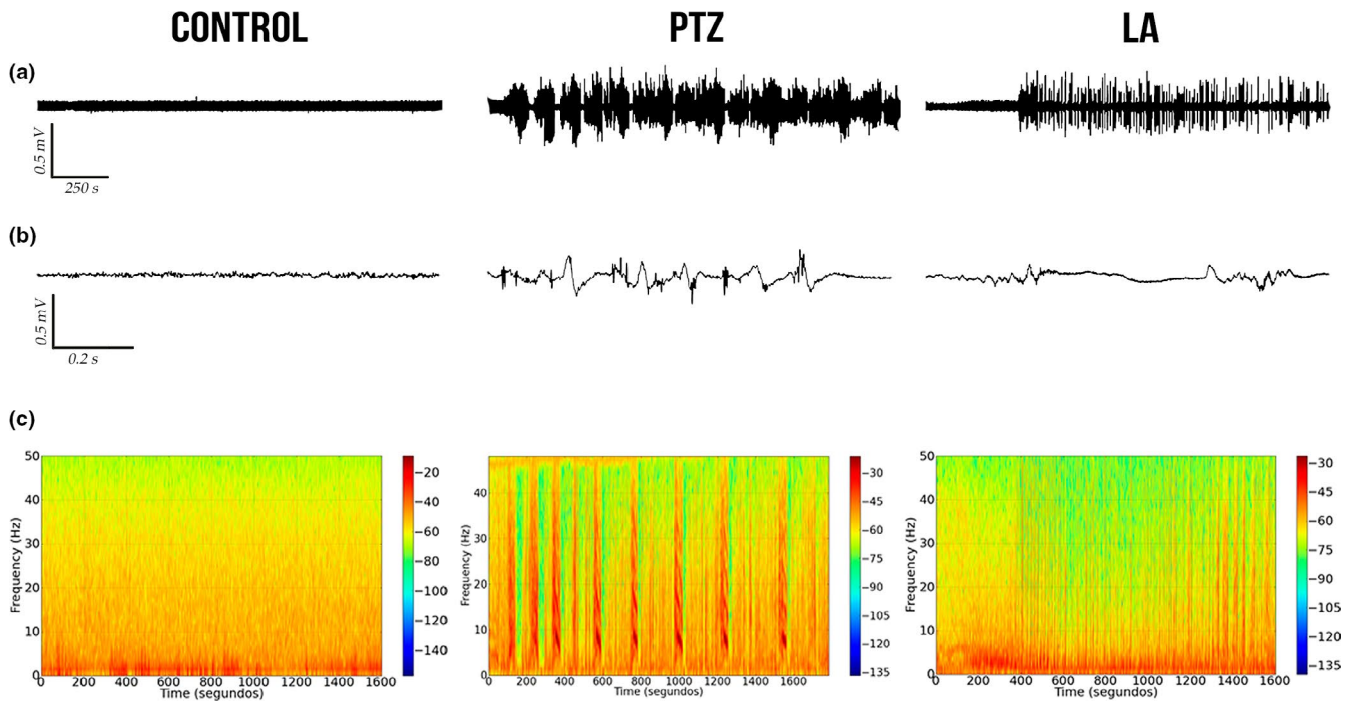 CONTROL PTZ LA
(a)
0.5 mV
250 s
(b)
0.5 mV
0.2 s
(c)
50
40
30
20
10
0
Frequency (Hz)
0 200 400 600 800 1000 1200 1400 1600
Time (segundos)
−20
−40
−60
−80
−100
−120
−140
40
30
20
10
0
Frequency (Hz)
0 200 400 600 800 1000 1200 1400 1600
Time (segundos)
−30
−45
−60
−75
−90
−105
−120
−135
50
40
30
20
10
0
Frequency (Hz)
0 200 400 600 800 1000 1200 1400 1600
Time (segundos)
−30
−45
−60
−75
−90
−105
−120
−135